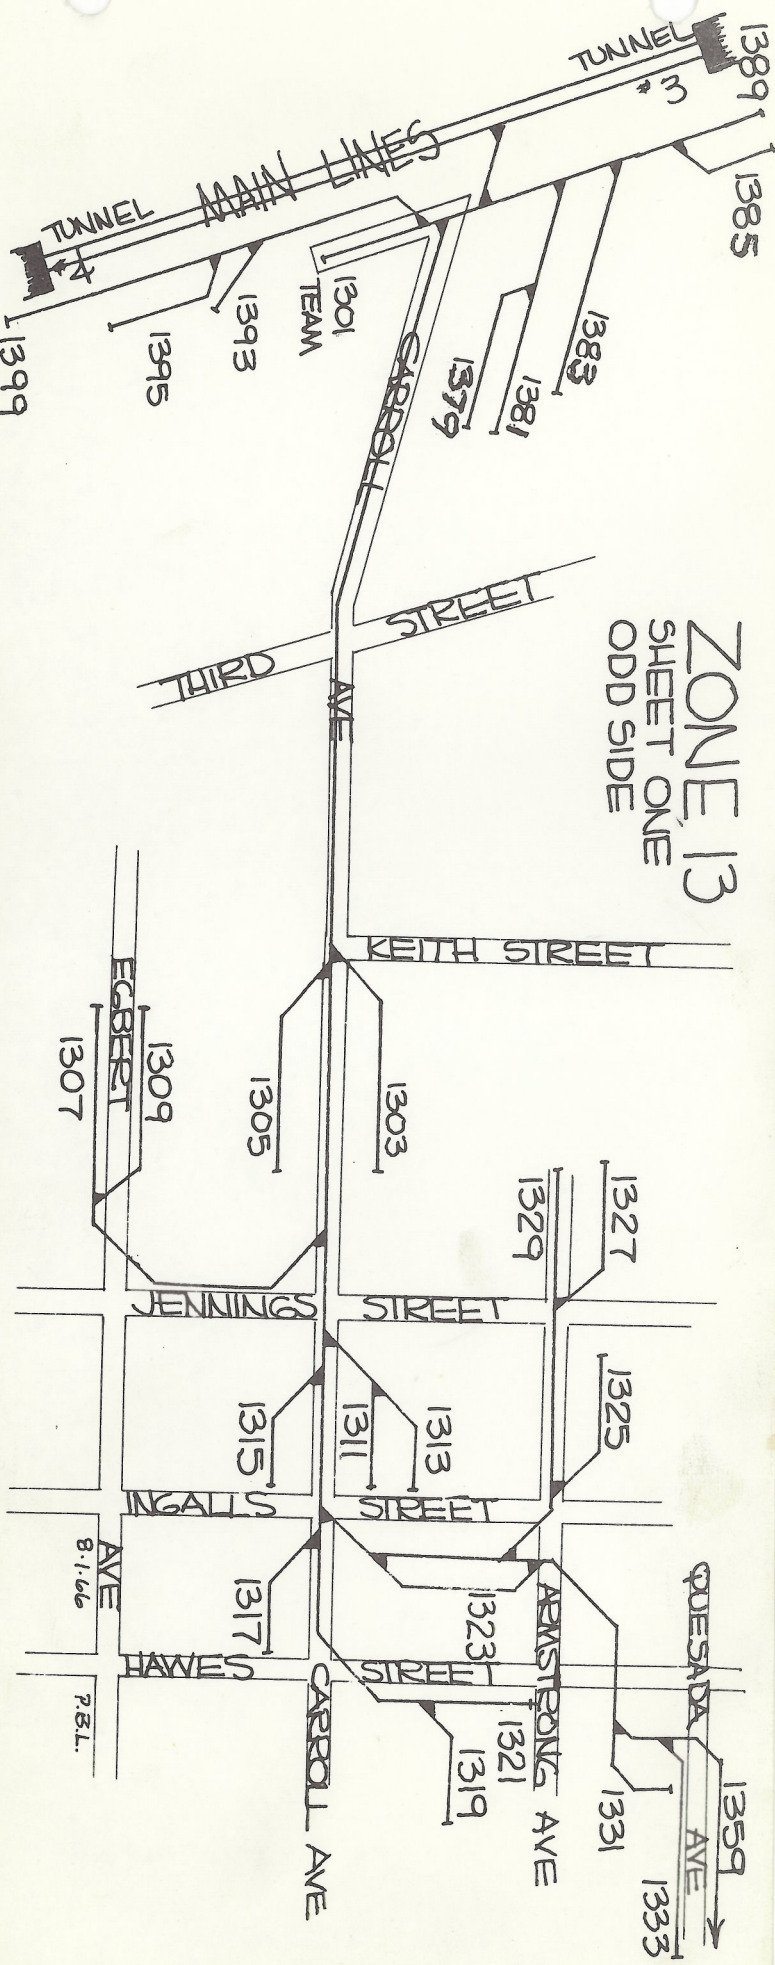 ZONE 13
SHEET ONE
ODD SIDE
1389
TUNNEL
#3
1385
MAIN LINES
TUNNEL
#4
1383
1381
1379
1301
TEAM
1393
1395
1399
CARROLL
AVE
THIRD
STREET
KEITH STREET
1303
1305
EGBERT
1309
1307
1327
1329
JENNINGS STREET
1325
1313
1311
1315
INGALLS STREET
AVE
8.1.66
P.B.L.
1317
1323
ARMSTRONG AVE
QUESADA
AVE
HAWES STREET
CARROLL AVE
1321
1319
1331
1359
1333